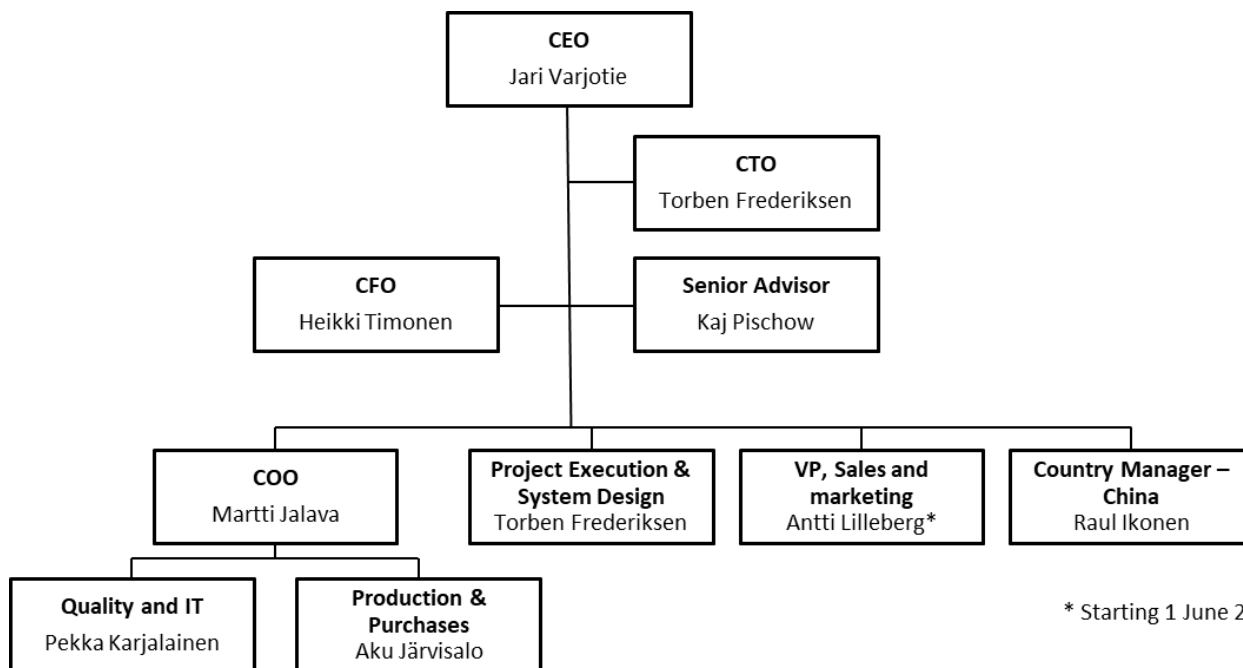 CEO
Jari Varjotie
CTO
Torben Frederiksen
CFO
Heikki Timonen
Senior Advisor
Kaj Pischow
COO
Martti Jalava
Project Execution &
System Design
Torben Frederiksen
VP, Sales and
marketing
Antti Lilleberg*
Country Manager –
China
Raul Ikonen
Quality and IT
Pekka Karjalainen
Production &
Purchases
Aku Järvisalo
* Starting 1 June 2